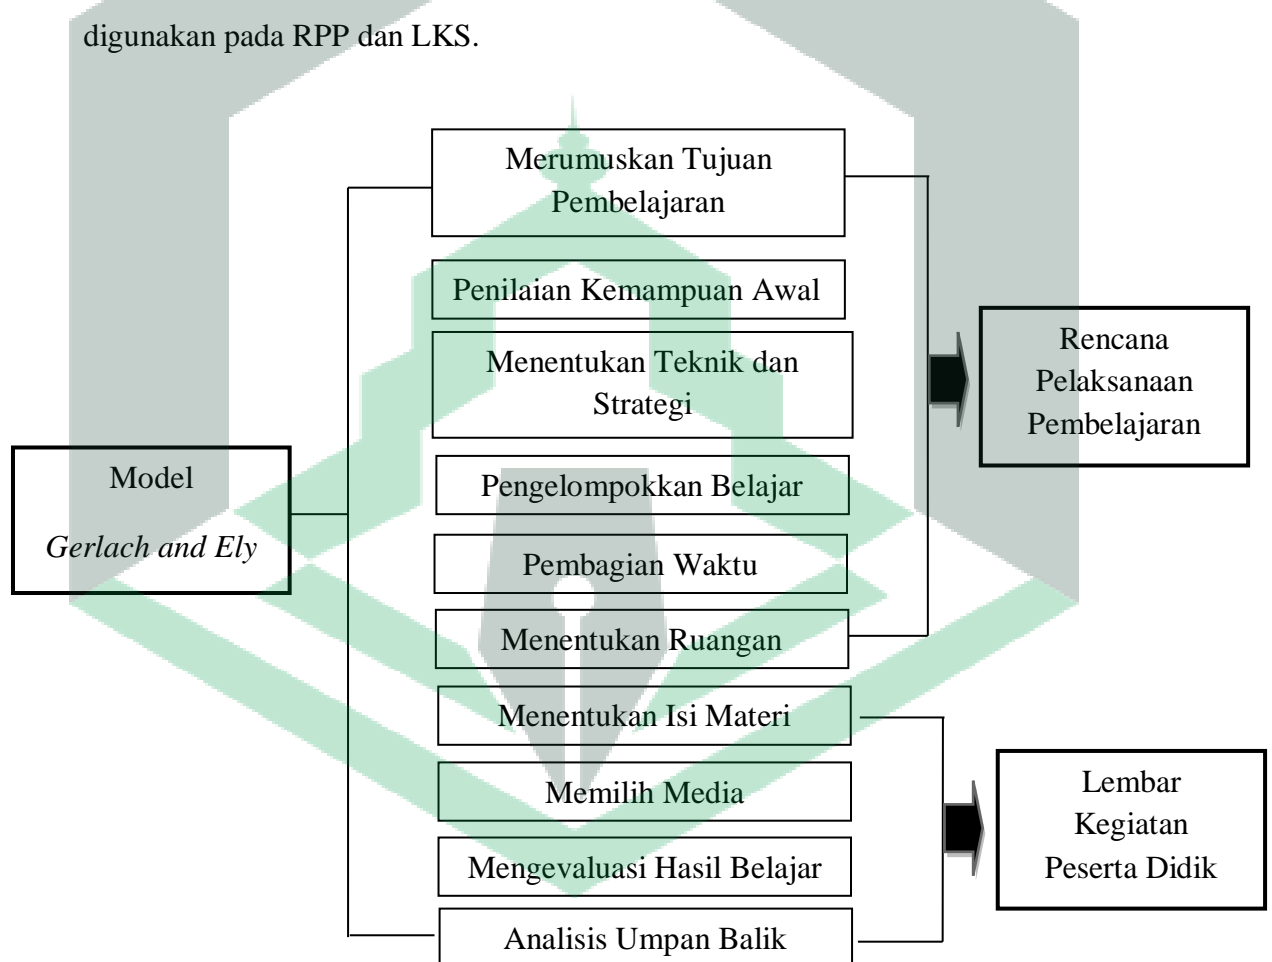 digunakan pada RPP dan LKS.
Model
Gerlach and Ely
Merumuskan Tujuan
Pembelajaran
Penilaian Kemampuan Awal
Menentukan Teknik dan
Strategi
Pengelompokkan Belajar
Pembagian Waktu
Menentukan Ruangan
Menentukan Isi Materi
Memilih Media
Mengevaluasi Hasil Belajar
Analisis Umpan Balik
Rencana
Pelaksanaan
Pembelajaran
Lembar
Kegiatan
Peserta Didik